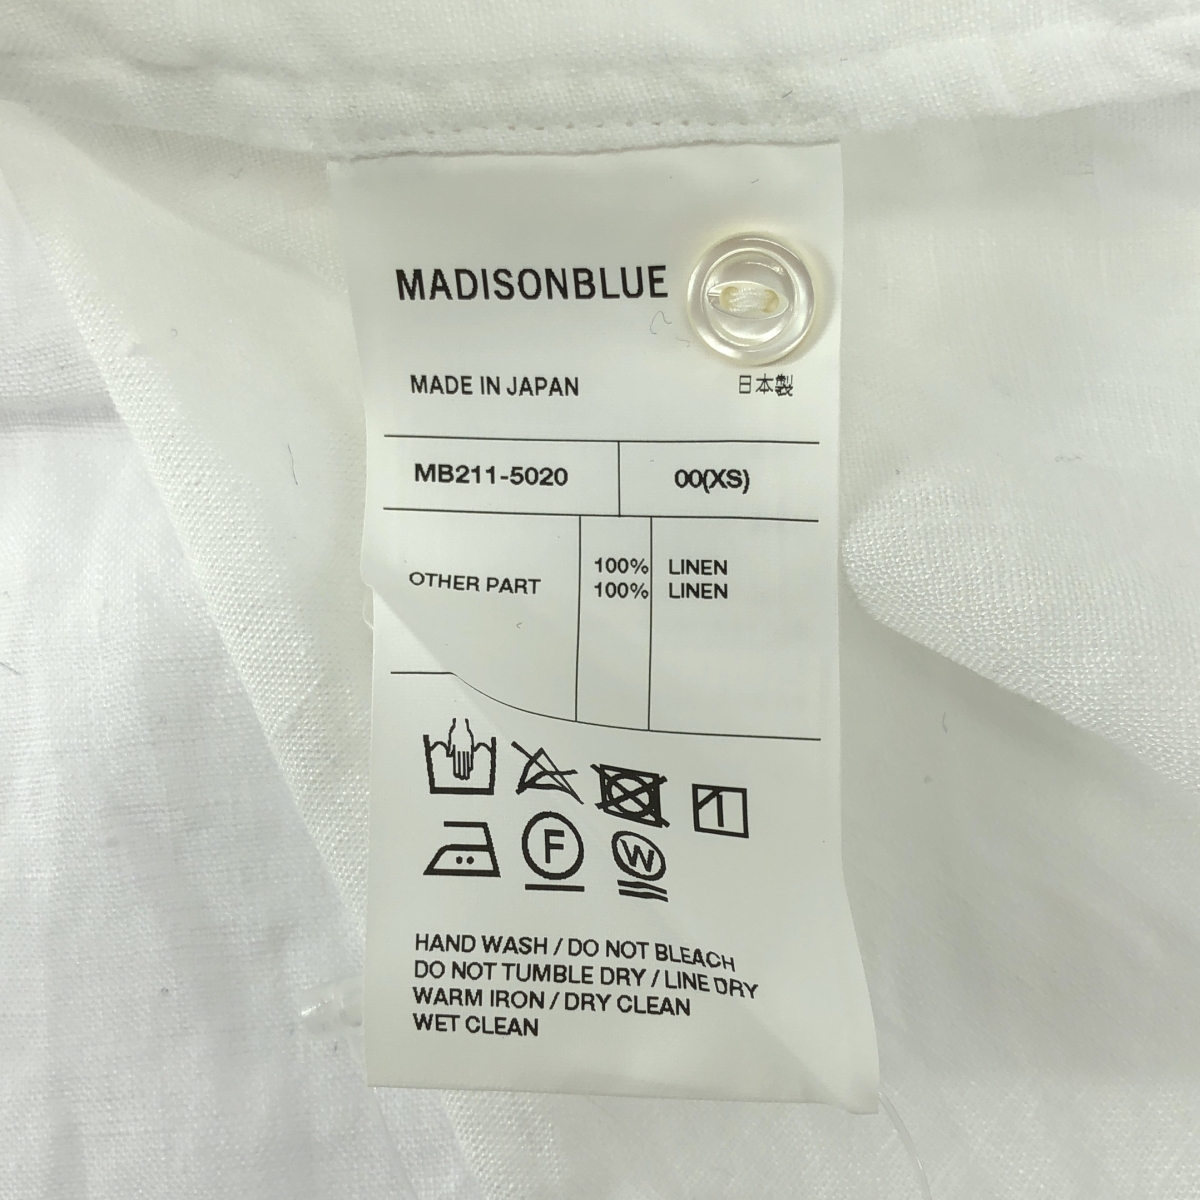 MADISONBLUE
MADE IN JAPAN 日本製
MB211-5020 00(XS)
100% LINEN
OTHER PART 100% LINEN
F W
HAND WASH / DO NOT BLEACH
DO NOT TUMBLE DRY / LINE DRY
WARM IRON / DRY CLEAN
WET CLEAN